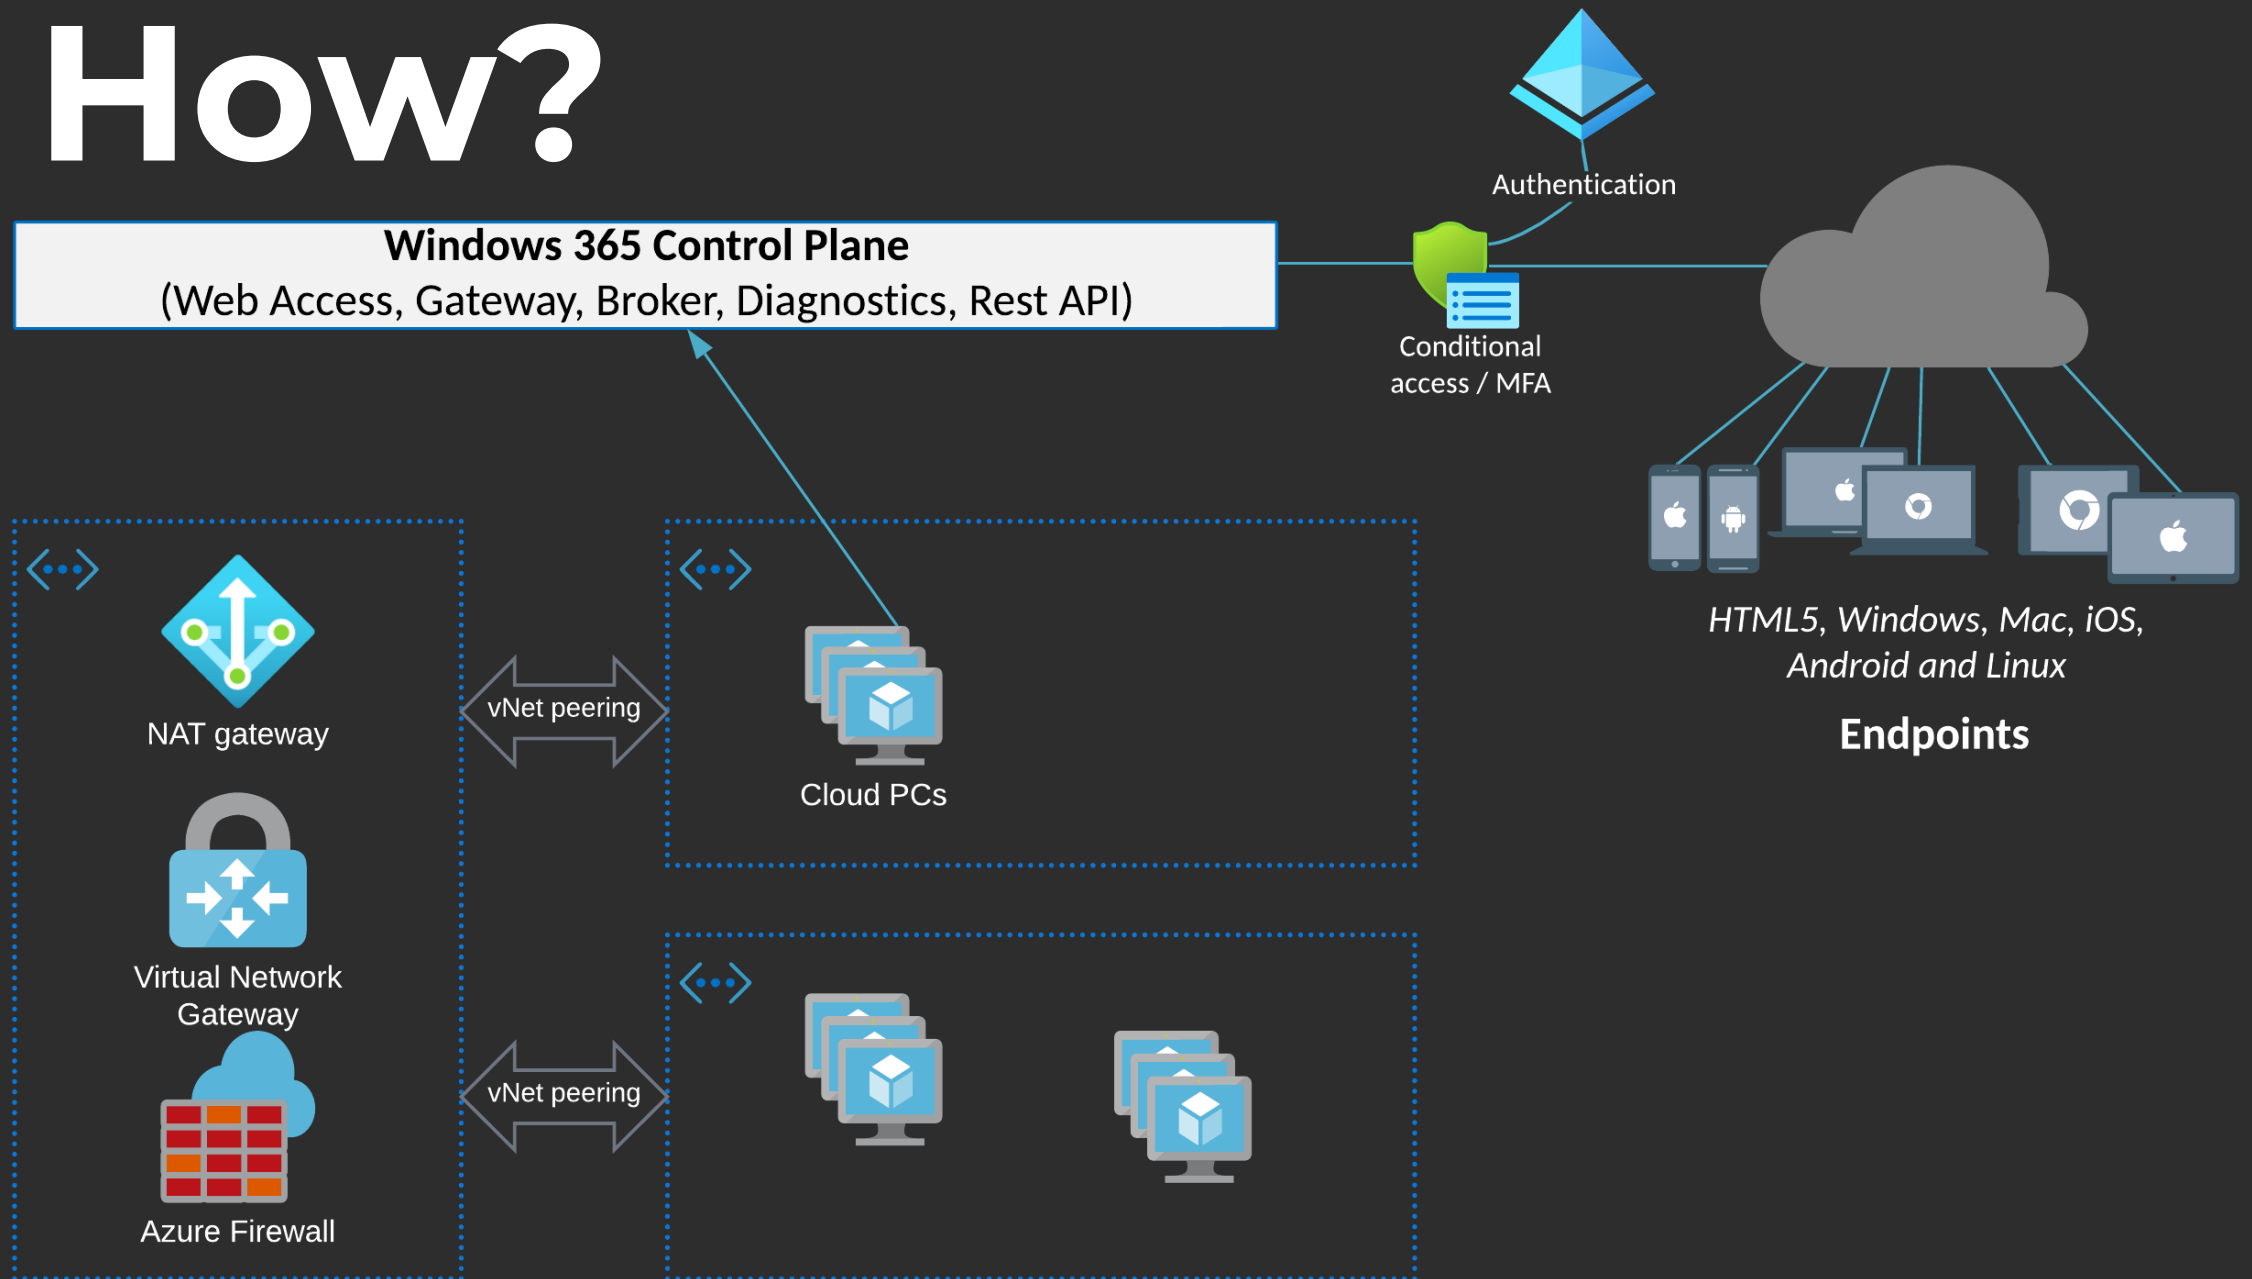 How?
Authentication
Windows 365 Control Plane
(Web Access, Gateway, Broker, Diagnostics, Rest API)
Conditional
access / MFA
HTML5, Windows, Mac, iOS,
Android and Linux
Endpoints
NAT gateway
vNet peering
Cloud PCs
Virtual Network
Gateway
vNet peering
Azure Firewall